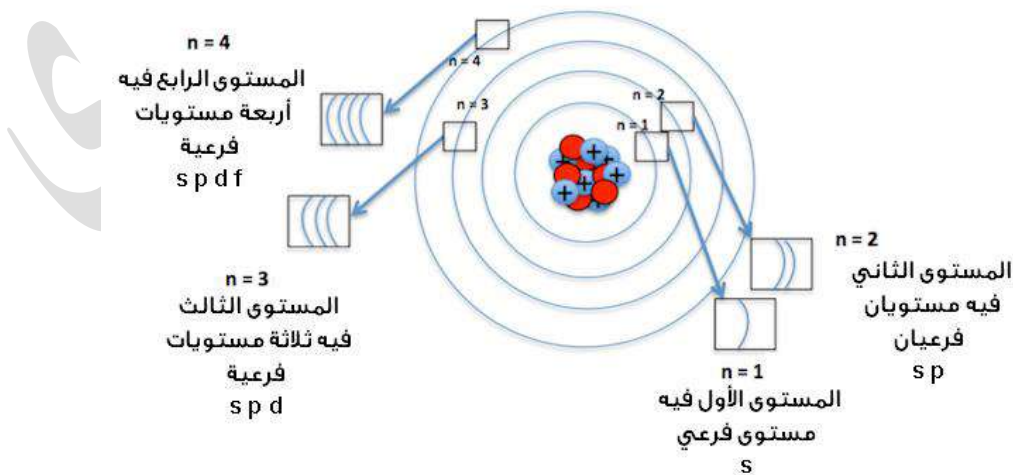 n = 4
المستوى الرابع فيه
أربعة مستويات
فرعية
s p d f
n = 4
n = 3
n = 2
n = 1
+
+
+
+
+
+
+
n = 3
المستوى الثالث
فيه ثلاثة مستويات
فرعية
s p d
n = 2
المستوى الثاني
فيه مستويان
فرعيان
s p
n = 1
المستوى الأول فيه
مستوى فرعي
s